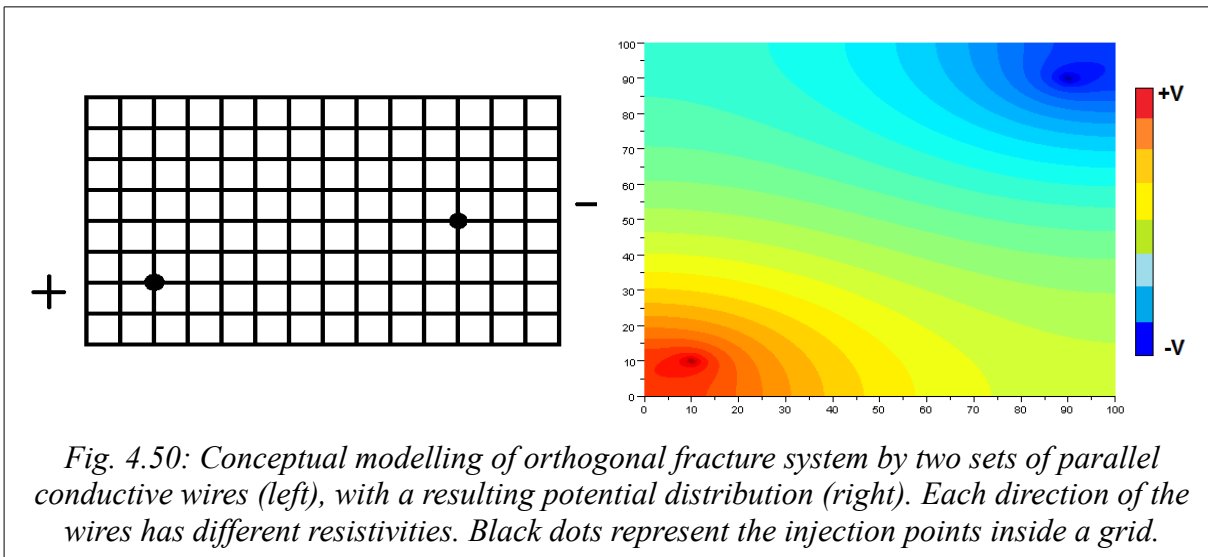 +
-
100
90
80
70
60
50
40
30
20
10
0
0 10 20 30 40 50 60 70 80 90 100
+V
-V
Fig. 4.50: Conceptual modelling of orthogonal fracture system by two sets of parallel
conductive wires (left), with a resulting potential distribution (right). Each direction of the
wires has different resistivities. Black dots represent the injection points inside a grid.